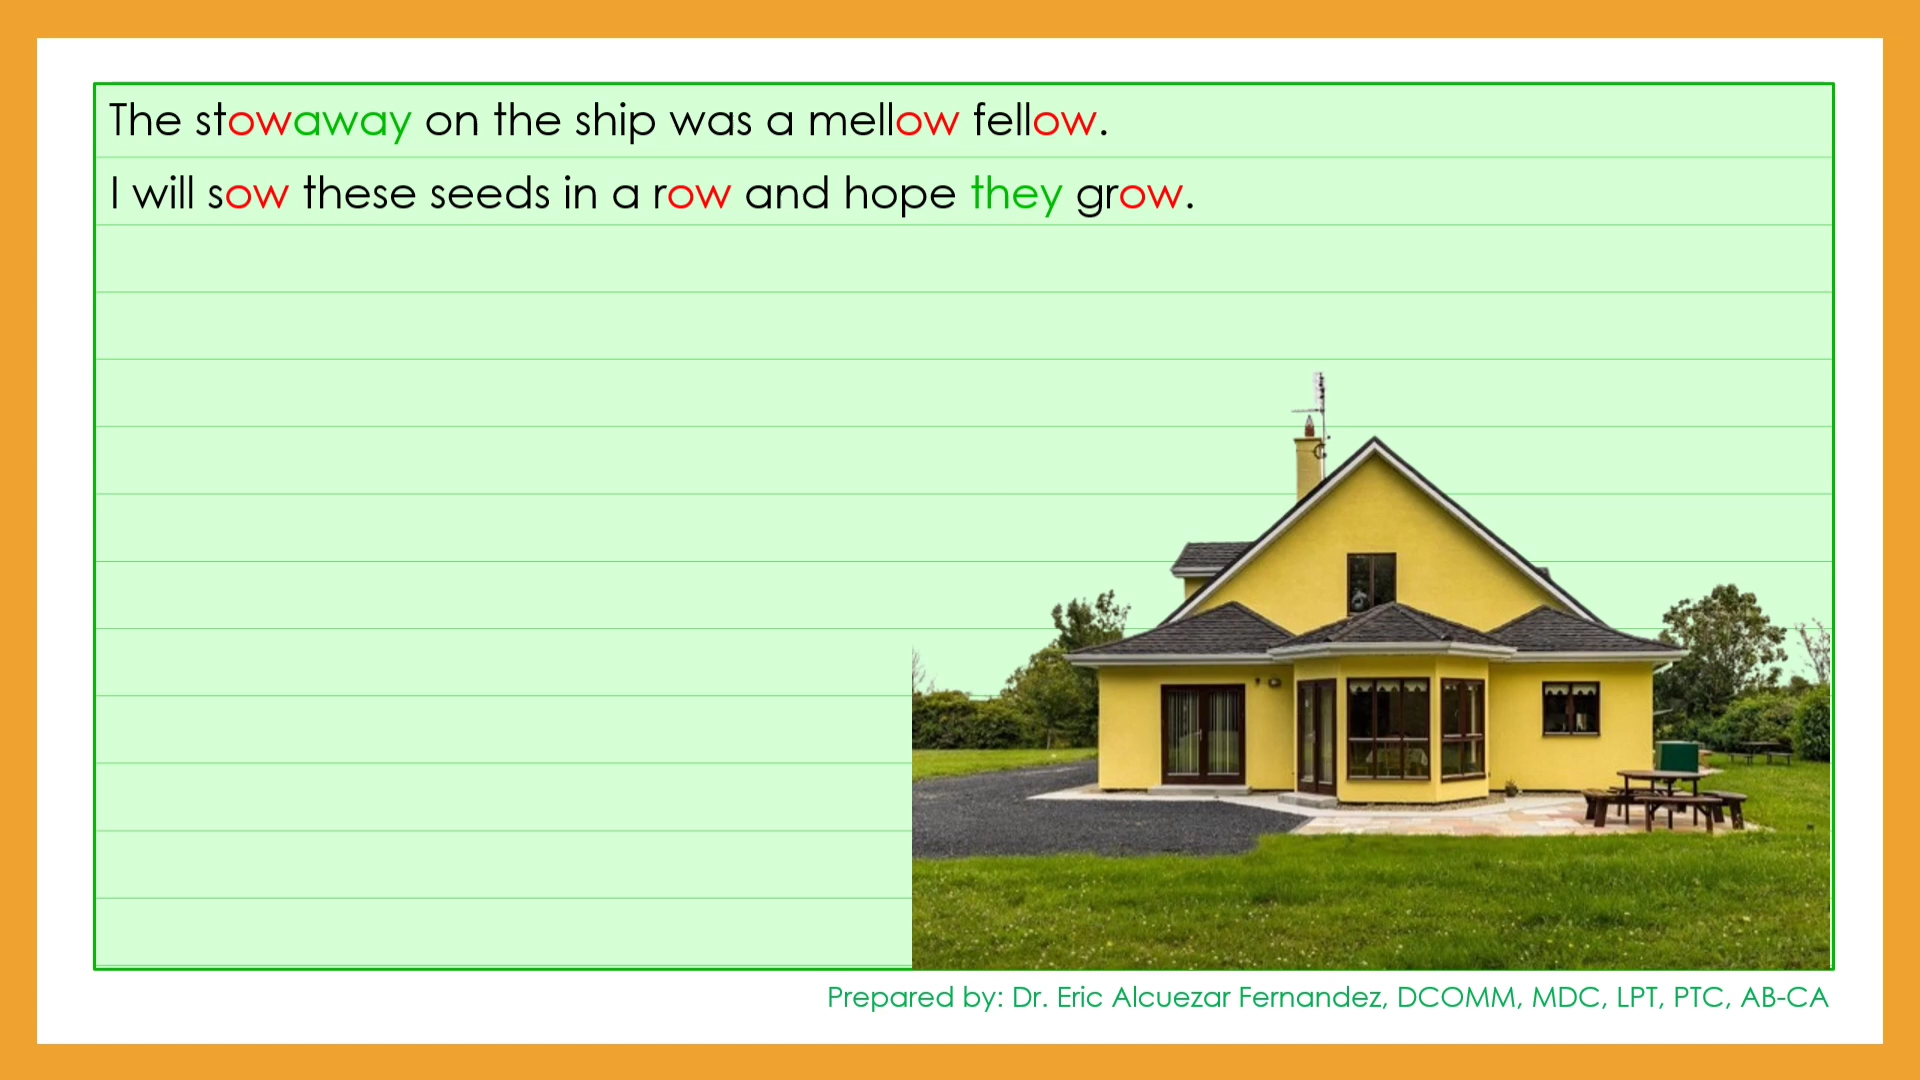 The stowaway on the ship was a mellow fellow.
I will sow these seeds in a row and hope they grow.
Prepared by: Dr. Eric Alcuezar Fernandez, DCOMM, MDC, LPT, PTC, AB-CA